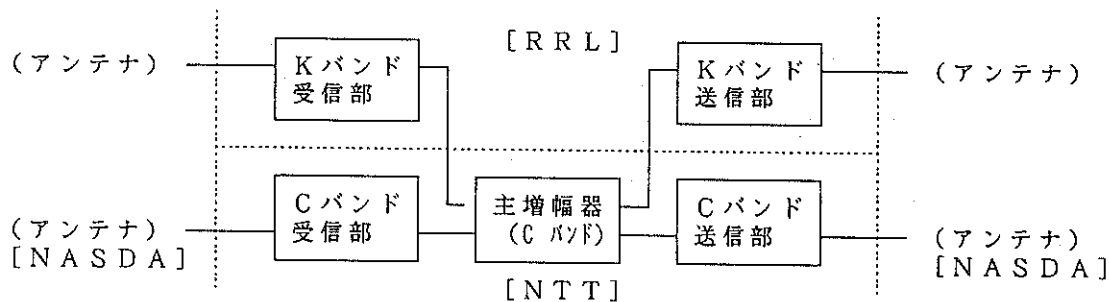 [RRL]
(アンテナ)
Kバンド
受信部
Kバンド
送信部
(アンテナ)
(アンテナ)
[NASDA]
Cバンド
受信部
主増幅器
(C バンド)
Cバンド
送信部
(アンテナ)
[NASDA]
[NTT]